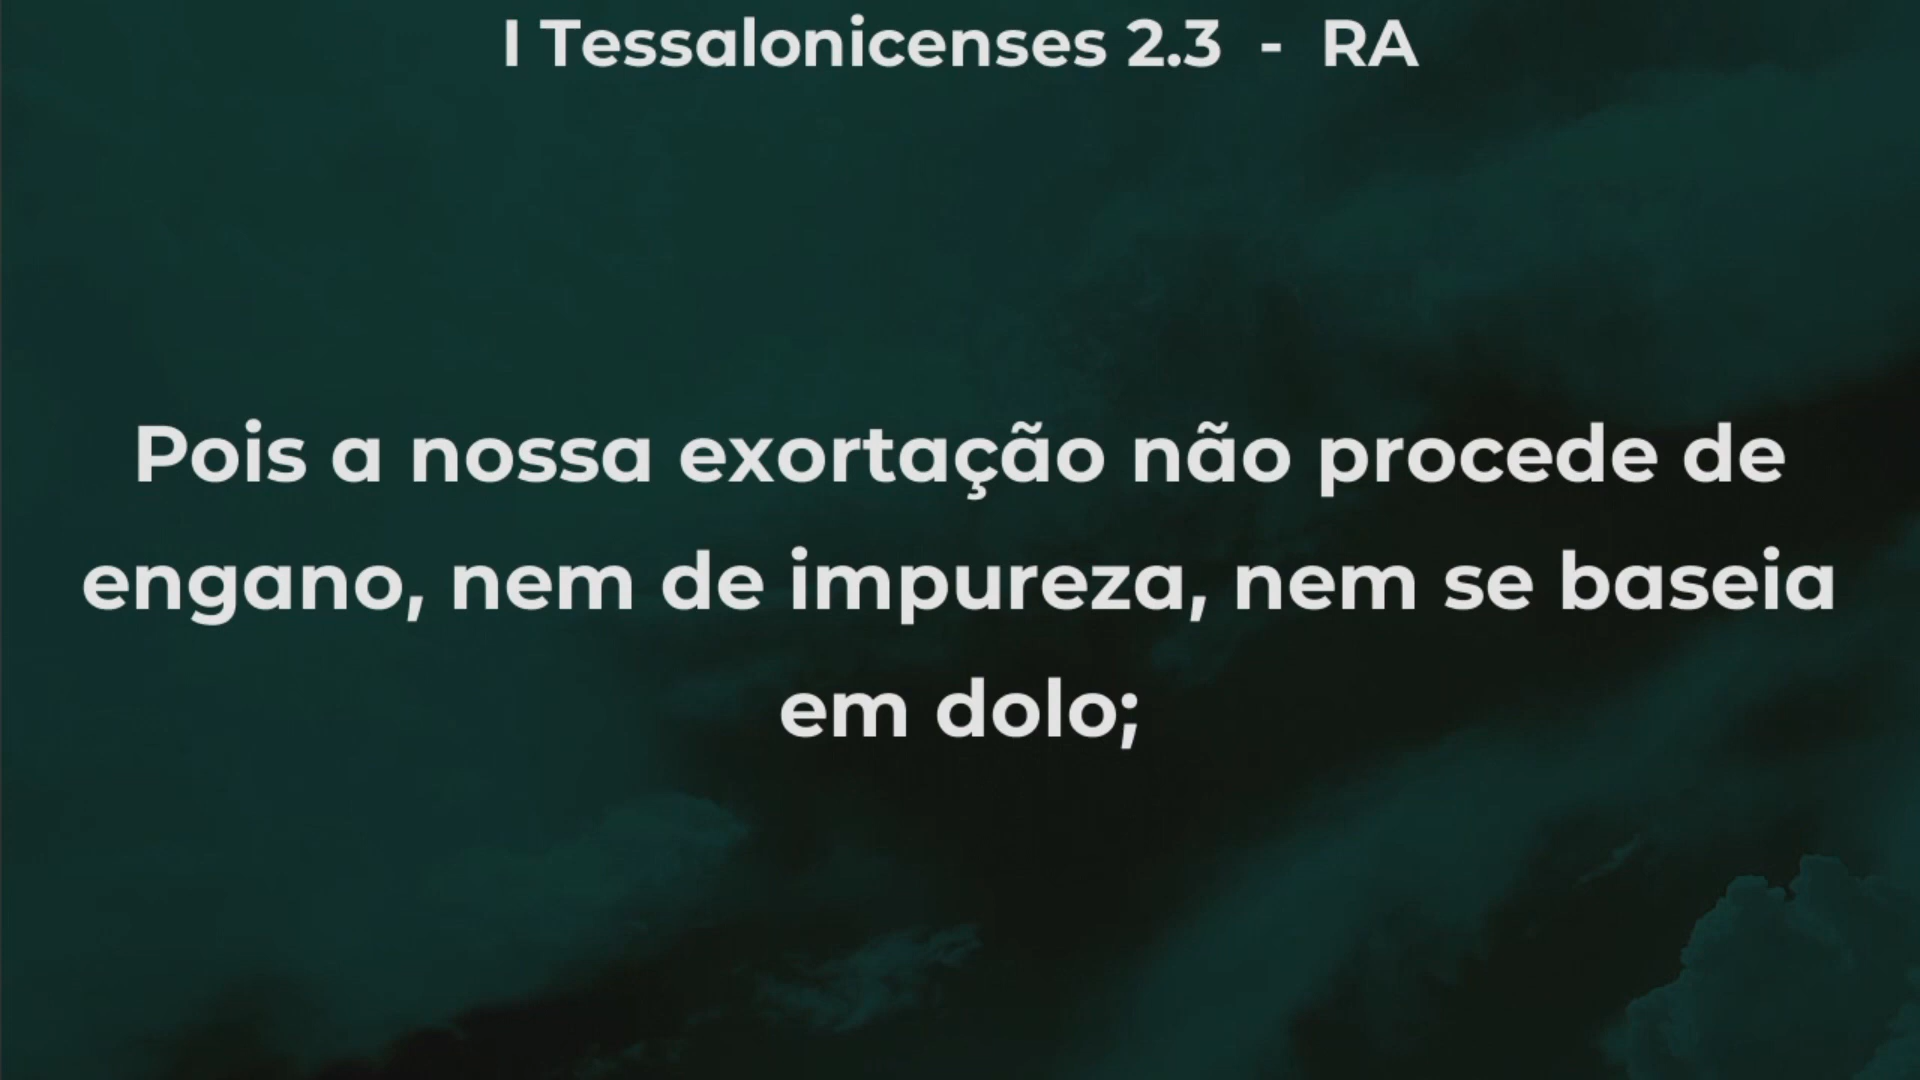 I Tessalonicenses 2.3 - RA
Pois a nossa exortação não procede de
engano, nem de impureza, nem se baseia
em dolo;